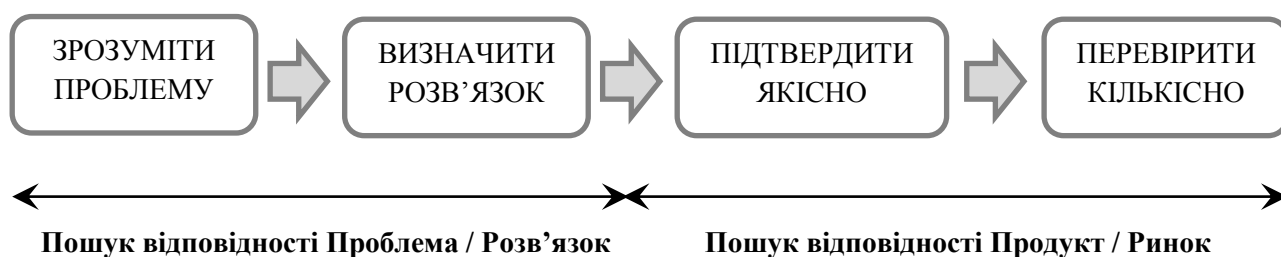 ЗРОЗУМІТИ
ПРОБЛЕМУ
ВИЗНАЧИТИ
РОЗВ’ЯЗОК
ПІДТВЕРДИТИ
ЯКІСНО
ПЕРЕВІРИТИ
КІЛЬКІСНО
Пошук відповідності Проблема / Розв’язок
Пошук відповідності Продукт / Ринок